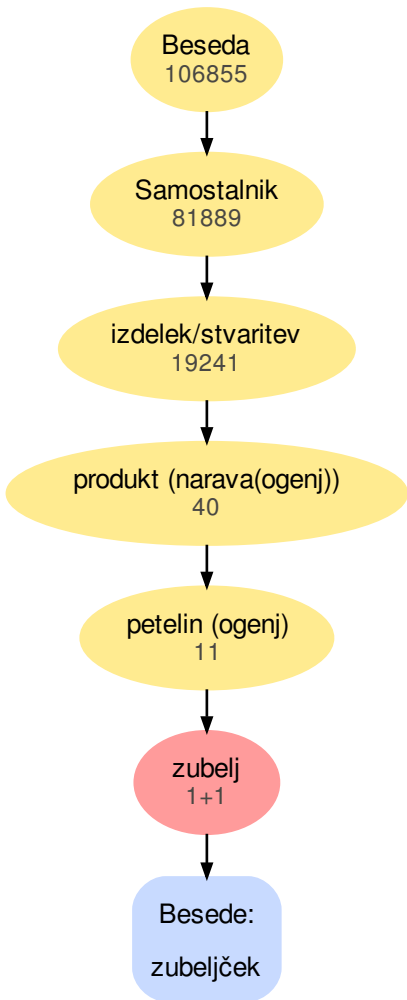 Beseda
106855
Samostalnik
81889
izdelek/stvaritev
19241
produkt (narava(ogenj))
40
petelin (ogenj)
11
zubelj
1+1
Besede:
zubeljček